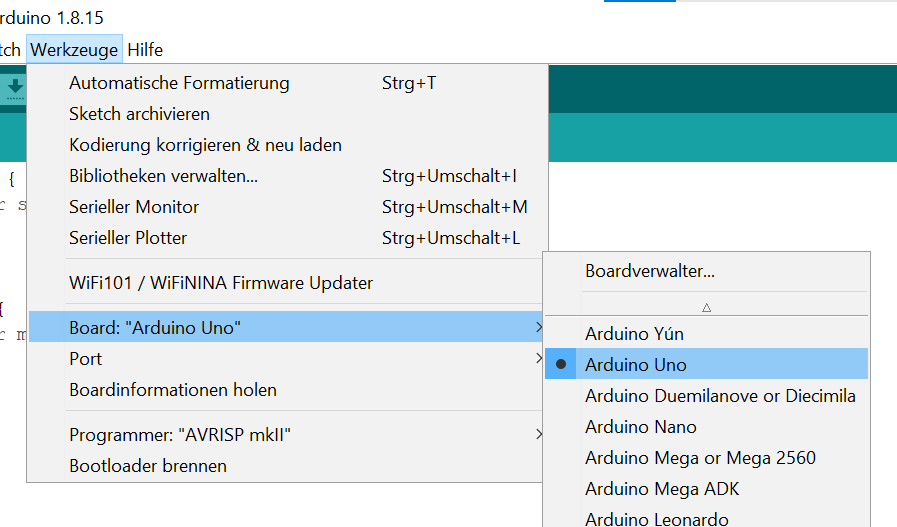 rduino 1.8.15
tch Werkzeuge Hilfe
Automatische Formatierung Strg+T
Sketch archivieren
Kodierung korrigieren & neu laden
Bibliotheken verwalten... Strg+Umschalt+I
Serieller Monitor Strg+Umschalt+M
Serieller Plotter Strg+Umschalt+L
WiFi101 / WiFiNINA Firmware Updater
Board: "Arduino Uno"
Port
Boardinformationen holen
Programmer: "AVRISP mkII"
Bootloader brennen
Boardverwalter...
Arduino Yún
Arduino Uno
Arduino Duemilanove or Diecimila
Arduino Nano
Arduino Mega or Mega 2560
Arduino Mega ADK
Arduino Leonardo
{
r s
{
r m